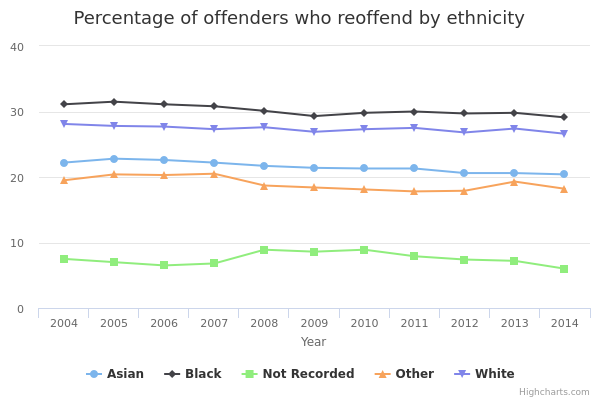 Percentage of offenders who reoffend by ethnicity
40
30
20
10
0
2004 2005 2006 2007 2008 2009 2010 2011 2012 2013 2014
Year
Asian Black Not Recorded Other White
Highcharts.com